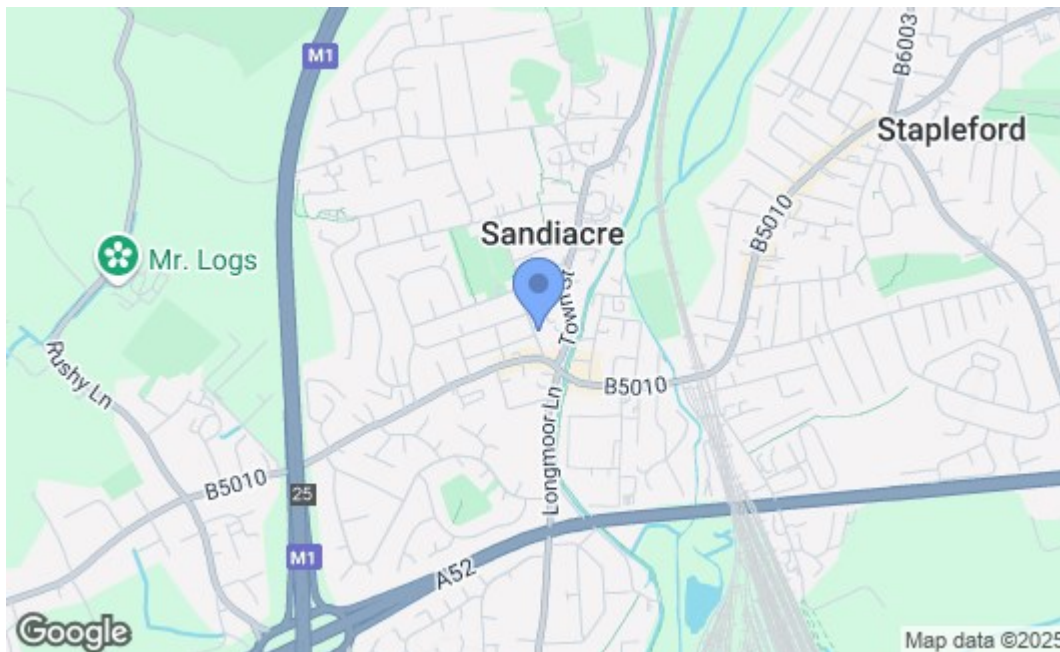 M1
B6003
Stapleford
B5010
Sandiacre
Mr. Logs
Town St
Rushy Ln
B5010
Longmoor Ln
B5010
25
M1
A52
Google
Map data ©2025